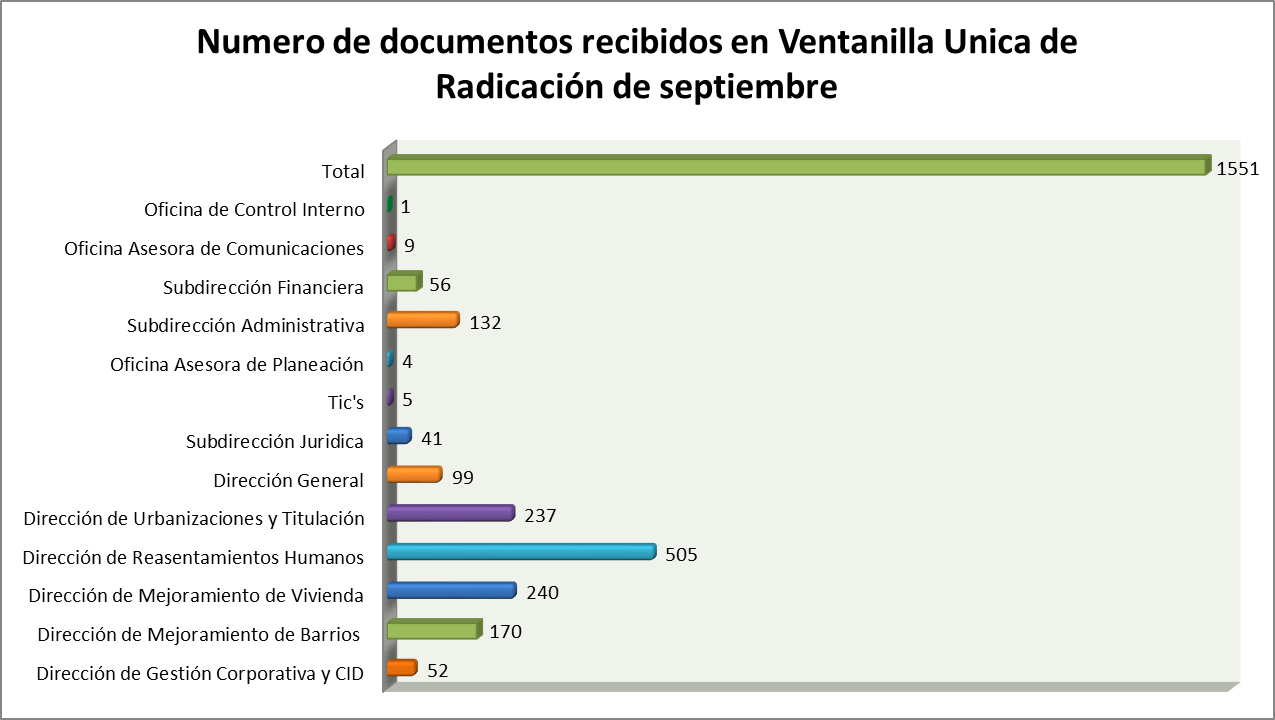 Numero de documentos recibidos en Ventanilla Unica de
Radicación de septiembre
Total 1551
Oficina de Control Interno 1
Oficina Asesora de Comunicaciones 9
Subdirección Financiera 56
Subdirección Administrativa 132
Oficina Asesora de Planeación 4
Tic's 5
Subdirección Juridica 41
Dirección General 99
Dirección de Urbanizaciones y Titulación 237
Dirección de Reasentamientos Humanos 505
Dirección de Mejoramiento de Vivienda 240
Dirección de Mejoramiento de Barrios 170
Dirección de Gestión Corporativa y CID 52